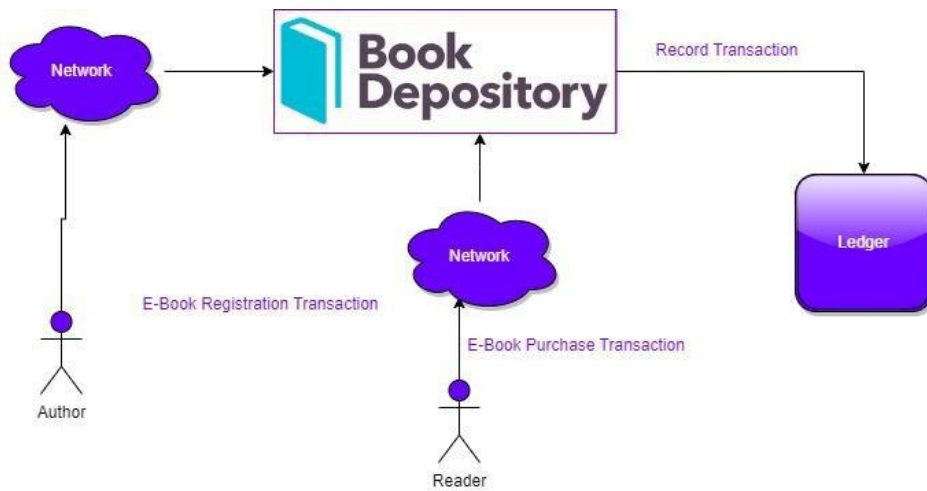 Network
Book
Depository
Record Transaction
Network
Ledger
E-Book Registration Transaction
E-Book Purchase Transaction
Author
Reader